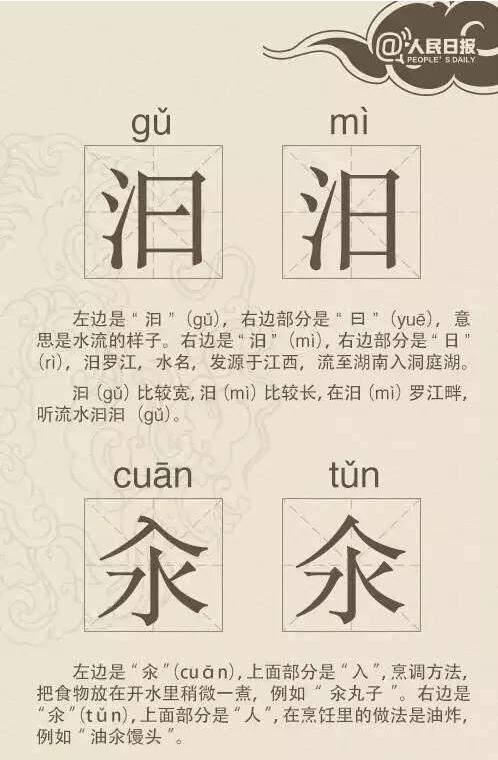 @人民日报
PEOPLE'S DAILY
gǔ mì
汩 汨
左边是“汩”(gǔ)，右边部分是“曰”(yuē)，意
思是水流的样子。右边是“汨”(mì)，右边部分是“日”
(rì)，汨罗江，水名，发源于江西，流至湖南入洞庭湖。
汩(gǔ)比较宽，汨(mì)比较长，在汨(mì)罗江畔，
听流水汩汩(gǔ)。
cuān tǔn
汆 氽
左边是“汆”(cuān)，上面部分是“入”，烹调方法，
把食物放在开水里稍微一煮，例如“汆丸子”。右边是
“氽”(tǔn)，上面部分是“人”，在烹饪里的做法是油炸，
例如“油氽馒头”。